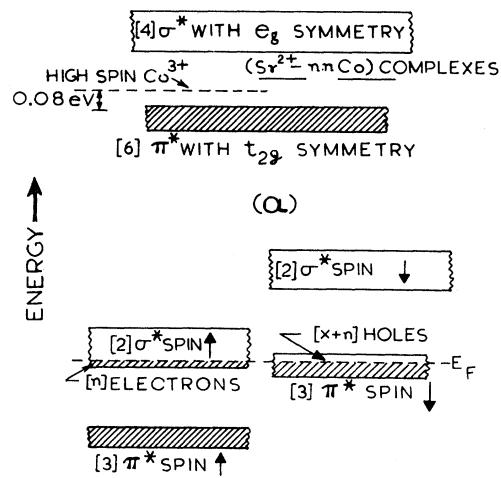 [4] σ* WITH eg SYMMETRY
(Sr2+ – nn Co) COMPLEXES
HIGH SPIN Co3+
0.08 eV
[6] π* WITH t2g SYMMETRY
(a)
ENERGY
[2] σ* SPIN ↓
[2] σ* SPIN ↑
[x+n] HOLES
EF
[n] ELECTRONS
[3] π* SPIN ↓
[3] π* SPIN ↑